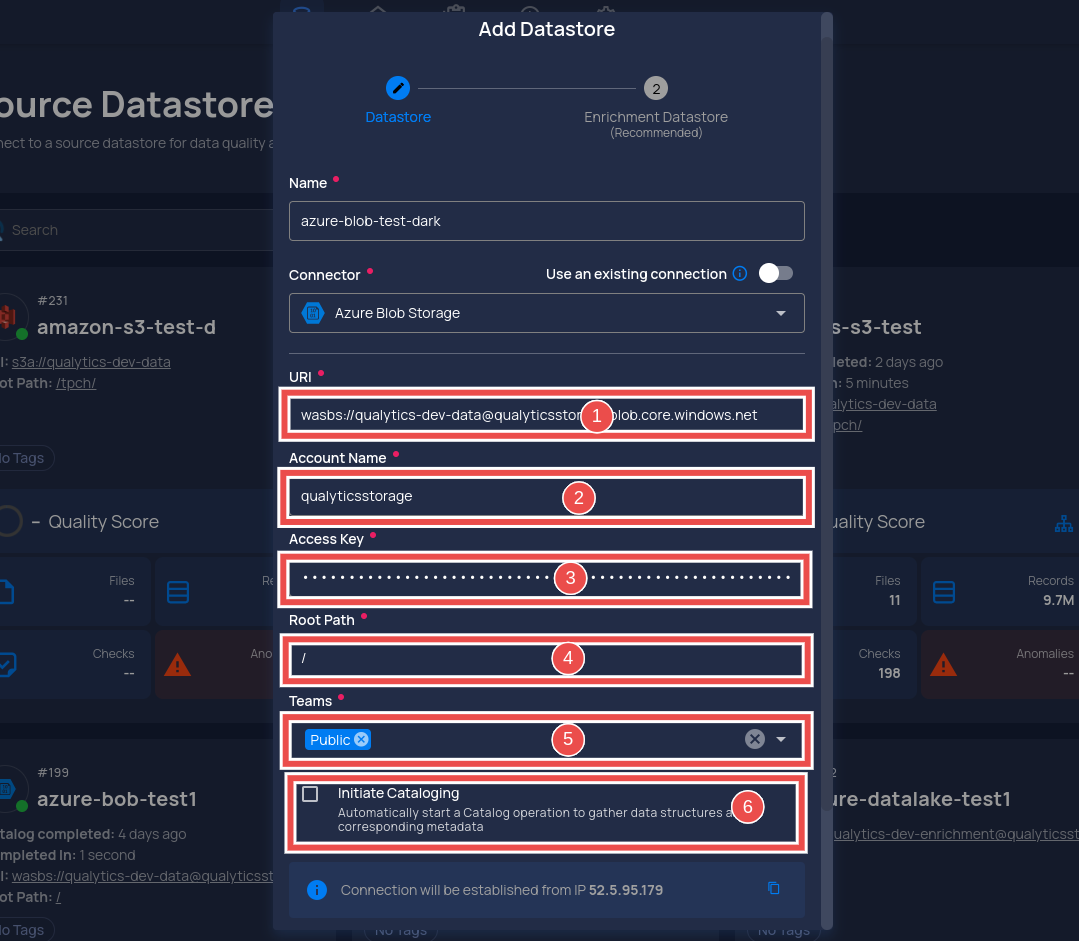 Add Datastore
2
Datastore
Enrichment Datastore
(Recommended)
ource Datastore
nect to a source datastore for data quality a
Name
azure-blob-test-dark
Search
Connector
Use an existing connection
Azure Blob Storage
#231
amazon-s3-test-d
s3a://qualytics-dev-data
ot Path: /tpch/
o Tags
– Quality Score
Files
--
Re
Checks
--
Ano
URI
wasbs://qualytics-dev-data@qualyticsstor
blob.core.windows.net
1
Account Name
qualyticsstorage
2
Access Key
3
Root Path
/
4
Teams
Public
5
Initiate Cataloging
Automatically start a Catalog operation to gather data structures a
corresponding metadata
6
Connection will be established from IP 52.5.95.179
-s3-test
leted: 2 days ago
n: 5 minutes
lytics-dev-data
pch/
uality Score
Files
11
Records
9.7M
Checks
198
Anomalies
--
#199
azure-bob-test1
talog completed: 4 days ago
mpleted In: 1 second
I: wasbs://qualytics-dev-data@qualyticsst
ot Path: /
o Tags
2
ure-datalake-test1
ualytics-dev-enrichment@qualyticsst
No Tags
No Tags